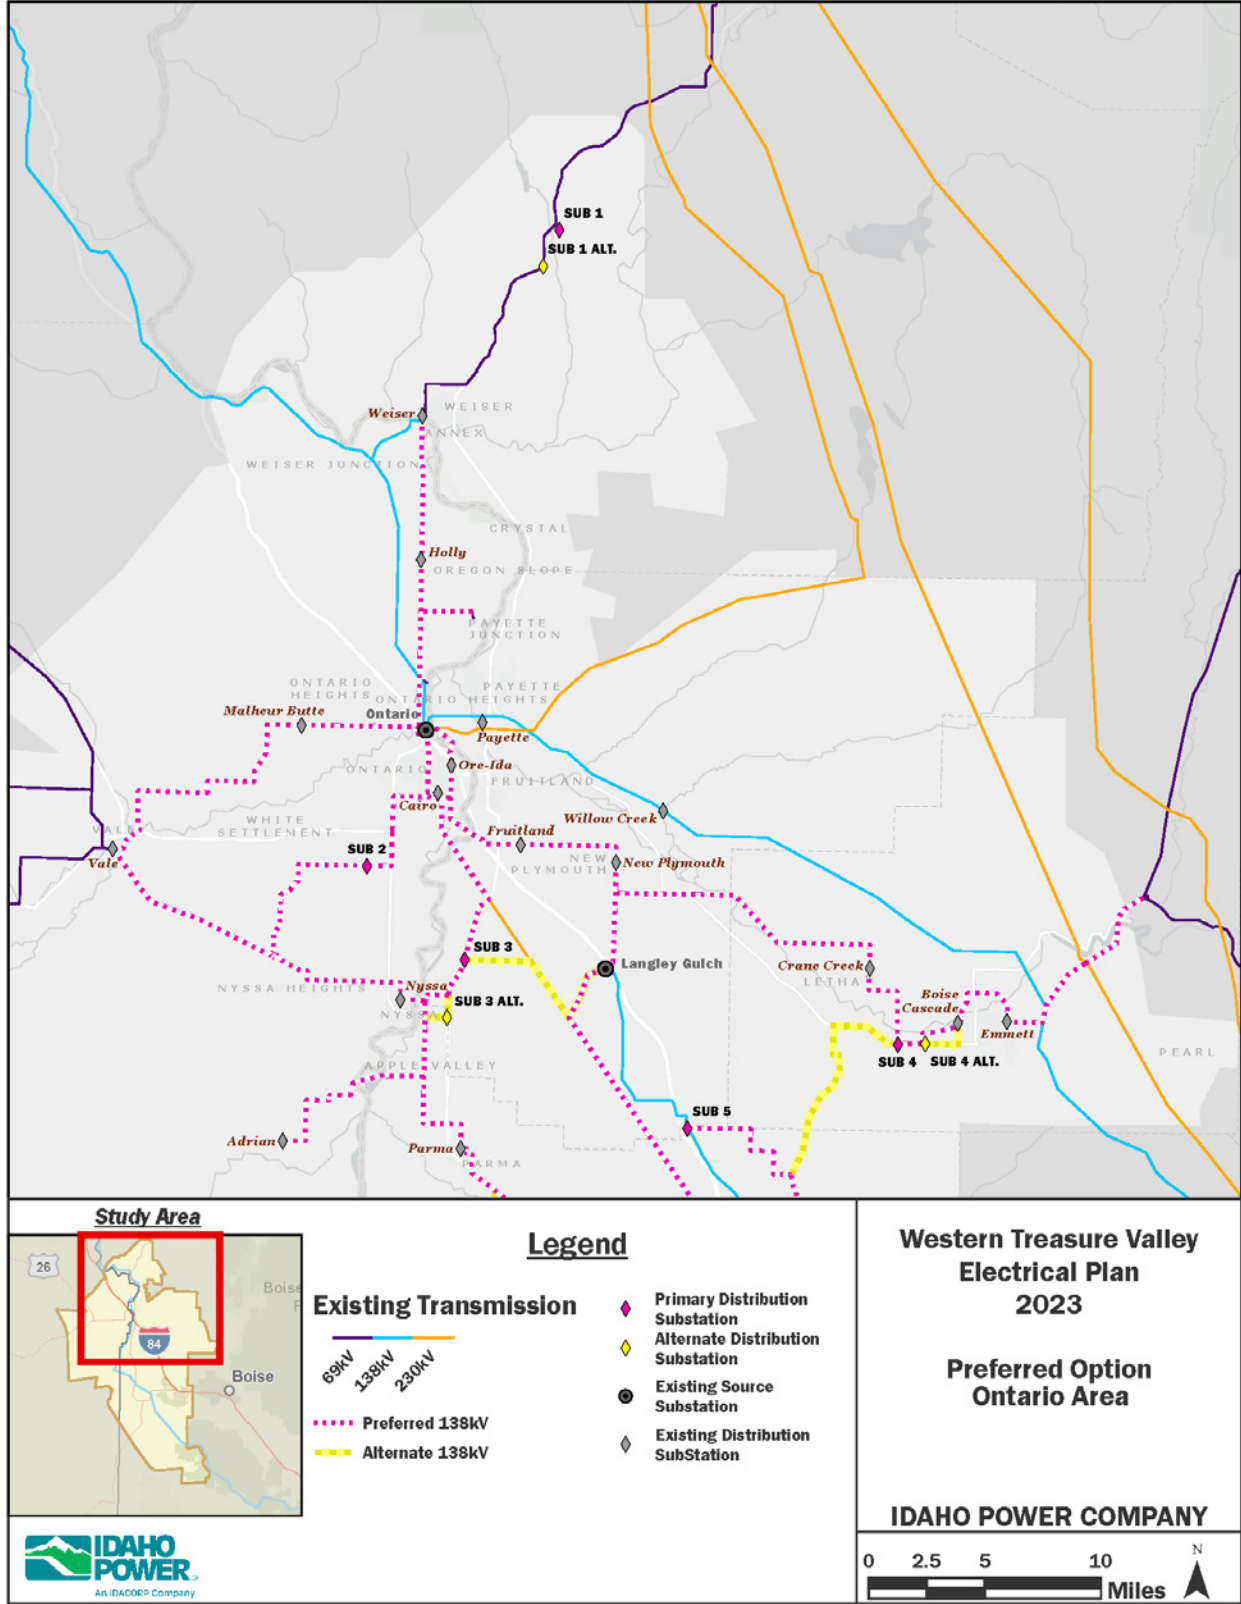 SUB 1
SUB 1 ALT.
Weiser
WEISER
ANNEX
WEISER JUNCTION
CRYSTAL
Holly
OREGON SLOPE
PAYETTE
JUNCTION
ONTARIO
HEIGHTS
PAYETTE
ONTARIO HEIGHTS
Malheur Butte
Ontario
Payette
ONTARIO
Ore-Ida
FRUITLAND
Cairo
Willow Creek
WHITE
SETTLEMENT
VALE
Vale
SUB 2
Fruitland
NEW
PLYMOUTH
New Plymouth
SUB 3
Langley Gulch
Crane Creek
LETHA
NYSSA HEIGHTS
Nyssa
NYSSA
SUB 3 ALT.
Boise
Cascade
Emmett
SUB 4
SUB 4 ALT.
PEARL
APPLE VALLEY
SUB 5
Adrian
Parma
PARMA
Study Area
26
84
Boise
Boise
F
Legend
Existing Transmission
69kV
138kV
230kV
Preferred 138kV
Alternate 138kV
Primary Distribution
Substation
Alternate Distribution
Substation
Existing Source
Substation
Existing Distribution
SubStation
Western Treasure Valley
Electrical Plan
2023
Preferred Option
Ontario Area
IDAHO POWER COMPANY
0 2.5 5 10
Miles
N
IDAHO
POWER
An IDACORP Company